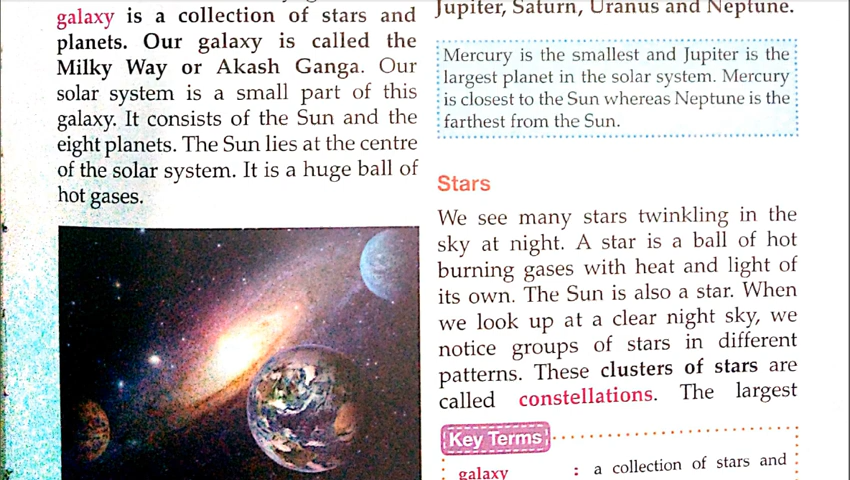 galaxy is a collection of stars and
planets. Our galaxy is called the
Milky Way or Akash Ganga. Our
solar system is a small part of this
galaxy. It consists of the Sun and the
eight planets. The Sun lies at the centre
of the solar system. It is a huge ball of
hot gases.
Jupiter, Saturn, Uranus and Neptune.
Mercury is the smallest and Jupiter is the
largest planet in the solar system. Mercury
is closest to the Sun whereas Neptune is the
farthest from the Sun.
Stars
We see many stars twinkling in the
sky at night. A star is a ball of hot
burning gases with heat and light of
its own. The Sun is also a star. When
we look up at a clear night sky, we
notice groups of stars in different
patterns. These clusters of stars are
called constellations. The largest
Key Terms
galaxy : a collection of stars and